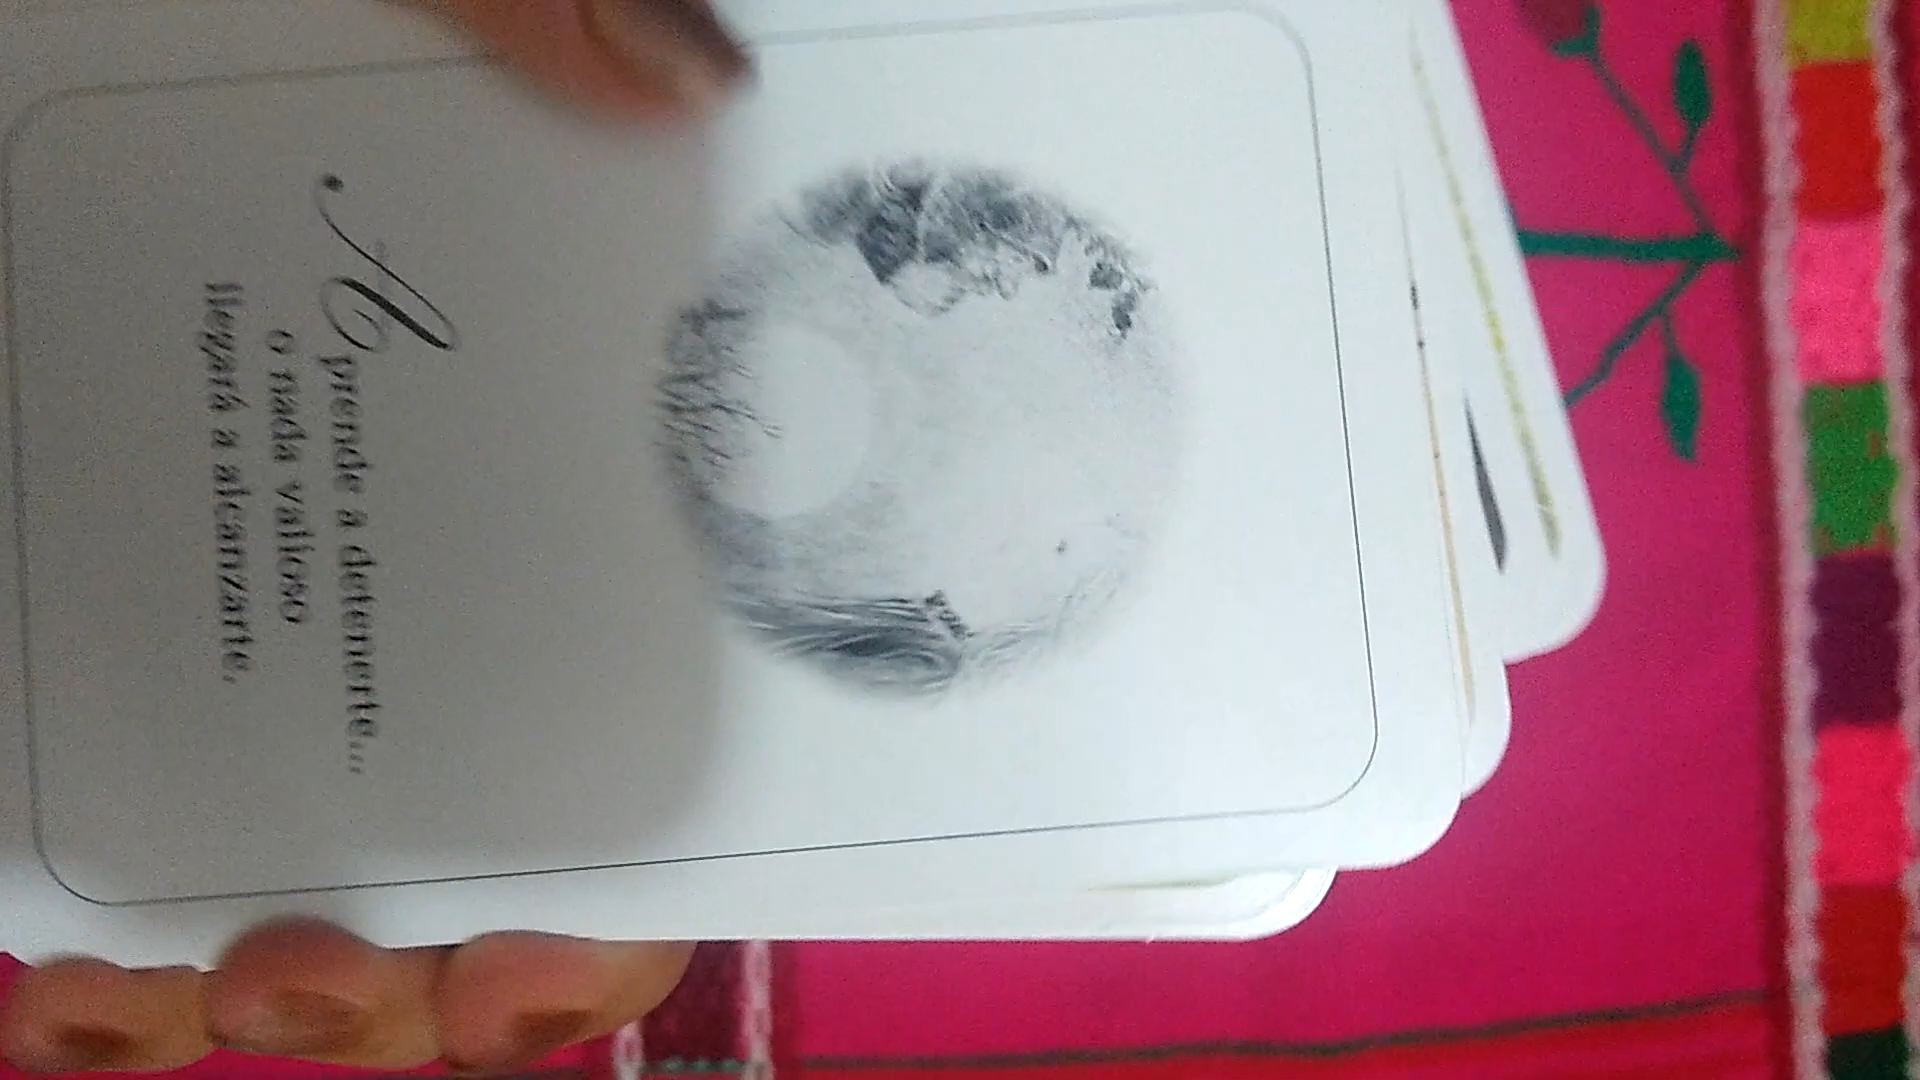 Aprende a detenerte...
o nada valioso
llegará a alcanzarte.